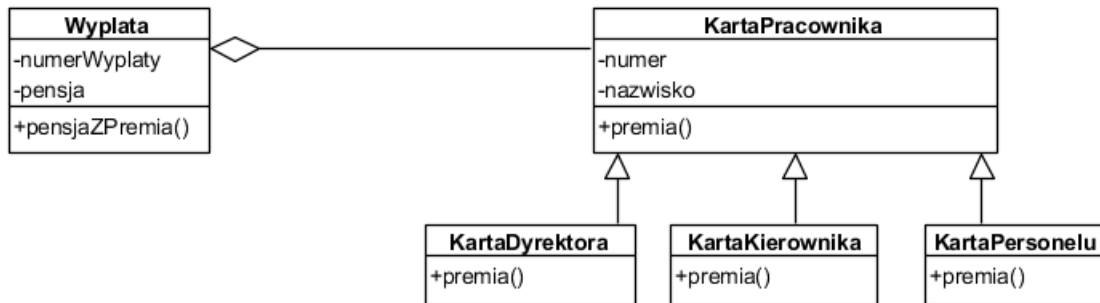 Wyplata
-numerWyplaty
-pensja
+pensjaZPremia()
KartaPracownika
-numer
-nazwisko
+premia()
KartaDyrektora
+premia()
KartaKierownika
+premia()
KartaPersonelu
+premia()